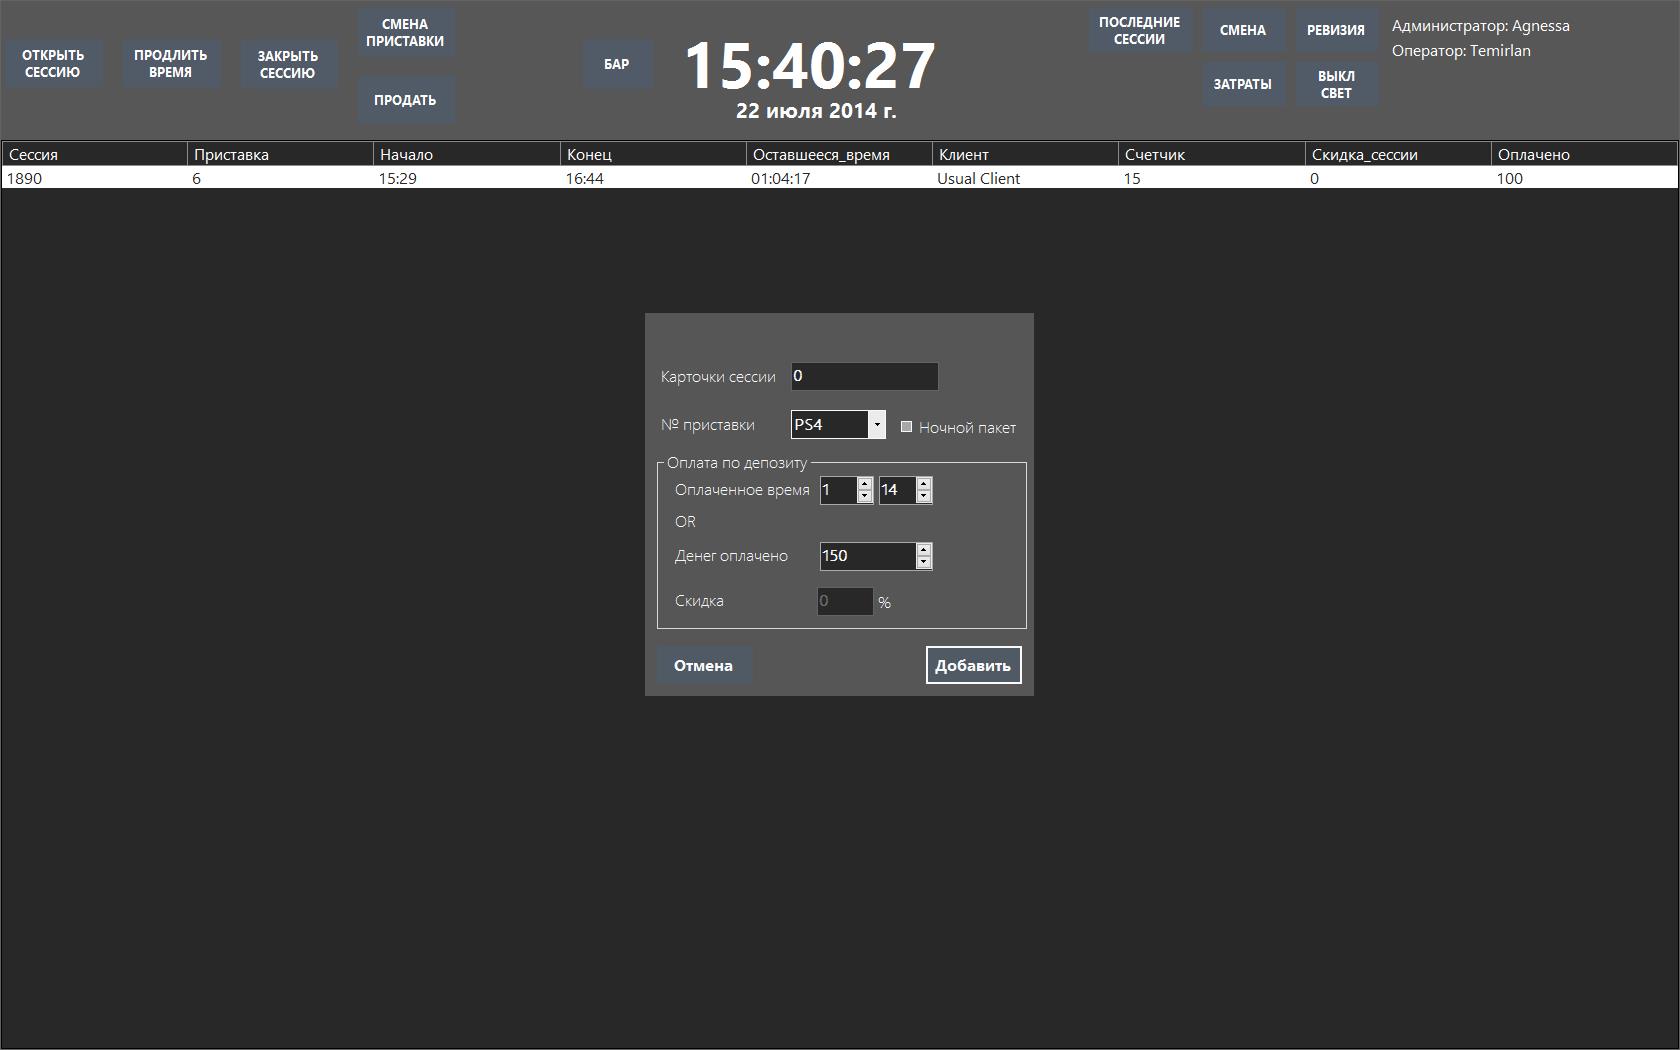 ОТКРЫТЬ
СЕССИЮ
ПРОДЛИТЬ
ВРЕМЯ
ЗАКРЫТЬ
СЕССИЮ
СМЕНА
ПРИСТАВКИ
ПРОДАТЬ
БАР
15:40:27
22 июля 2014 г.
ПОСЛЕДНИЕ
СЕССИИ
СМЕНА
РЕВИЗИЯ
ЗАТРАТЫ
ВЫКЛ
СВЕТ
Администратор: Agnessa
Оператор: Temirlan
Сессия Приставка Начало Конец Оставшееся_время Клиент Счетчик Скидка_сессии Оплачено
1890 6 15:29 16:44 01:04:17 Usual Client 15 0 100
Карточки сессии 0
№ приставки PS4 Ночной пакет
Оплата по депозиту
Оплаченное время 1 14
OR
Денег оплачено 150
Скидка 0 %
Отмена Добавить